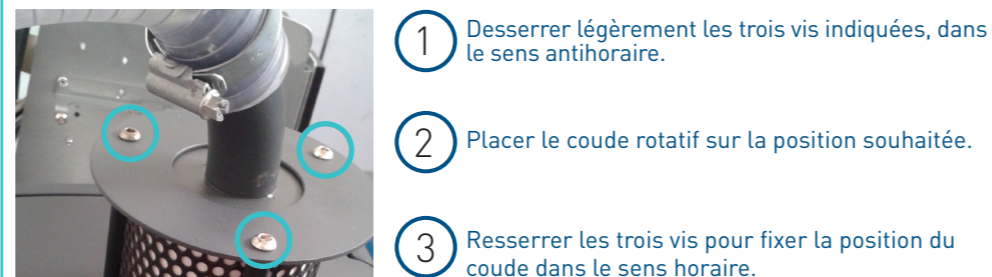 1 Desserrer légèrement les trois vis indiquées, dans
le sens antihoraire.
2 Placer le coude rotatif sur la position souhaitée.
3 Resserrer les trois vis pour fixer la position du
coude dans le sens horaire.